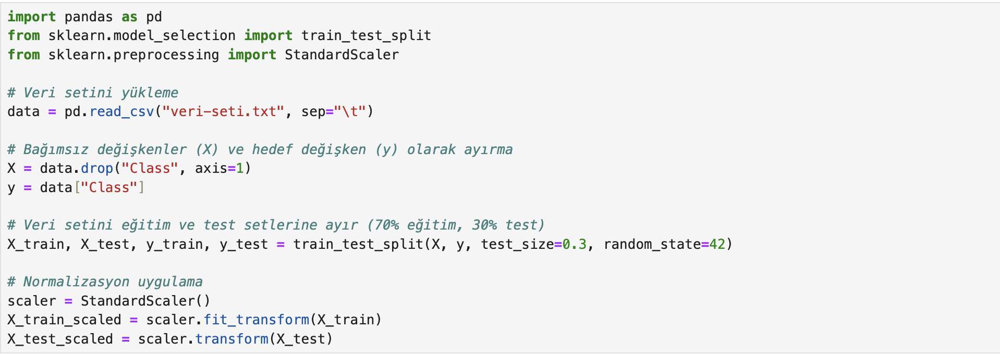 import pandas as pd
from sklearn.model_selection import train_test_split
from sklearn.preprocessing import StandardScaler
# Veri setini yükleme
data = pd.read_csv("veri-seti.txt", sep="\t")
# Bağımsız değişkenler (X) ve hedef değişken (y) olarak ayırma
X = data.drop("Class", axis=1)
y = data["Class"]
# Veri setini eğitim ve test setlerine ayır (70% eğitim, 30% test)
X_train, X_test, y_train, y_test = train_test_split(X, y, test_size=0.3, random_state=42)
# Normalizasyon uygulama
scaler = StandardScaler()
X_train_scaled = scaler.fit_transform(X_train)
X_test_scaled = scaler.transform(X_test)